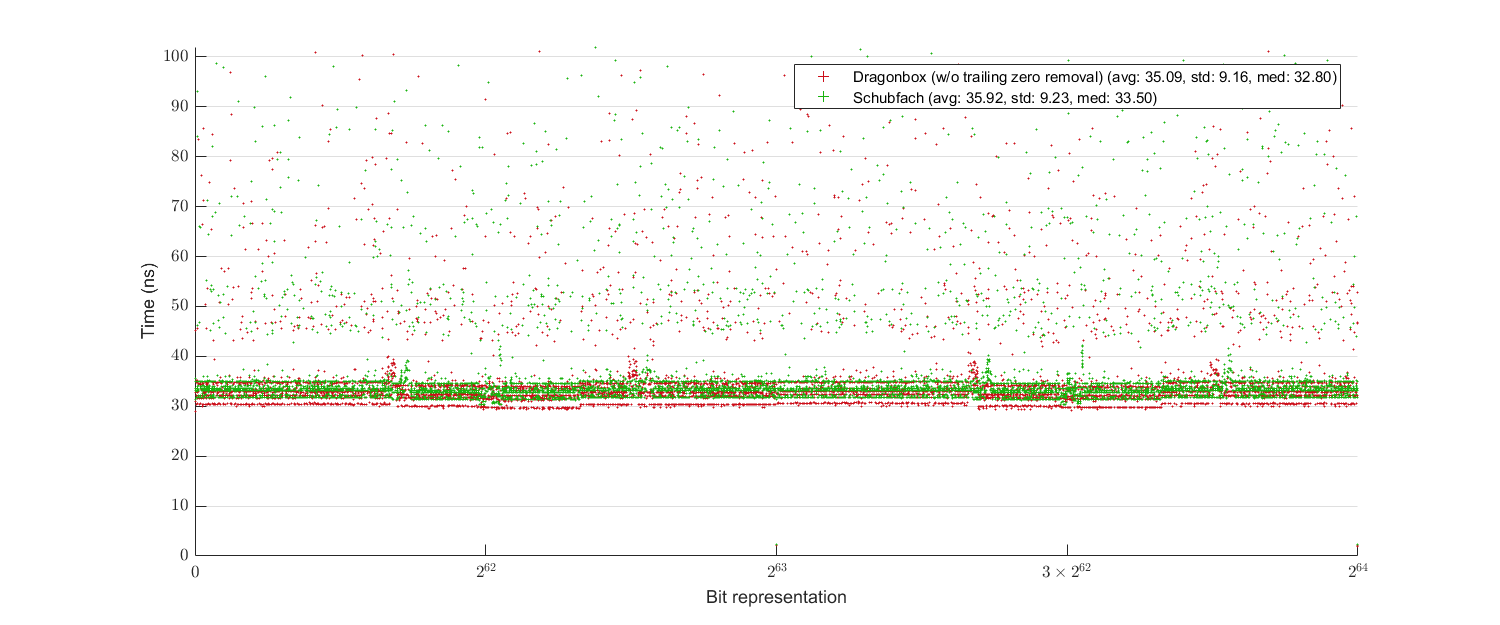 100
90
80
70
60
50
40
30
20
10
0
Time (ns)
Dragonbox (w/o trailing zero removal) (avg: 35.09, std: 9.16, med: 32.80)
Schubfach (avg: 35.92, std: 9.23, med: 33.50)
0 2^62 2^63 3 × 2^62 2^64
Bit representation